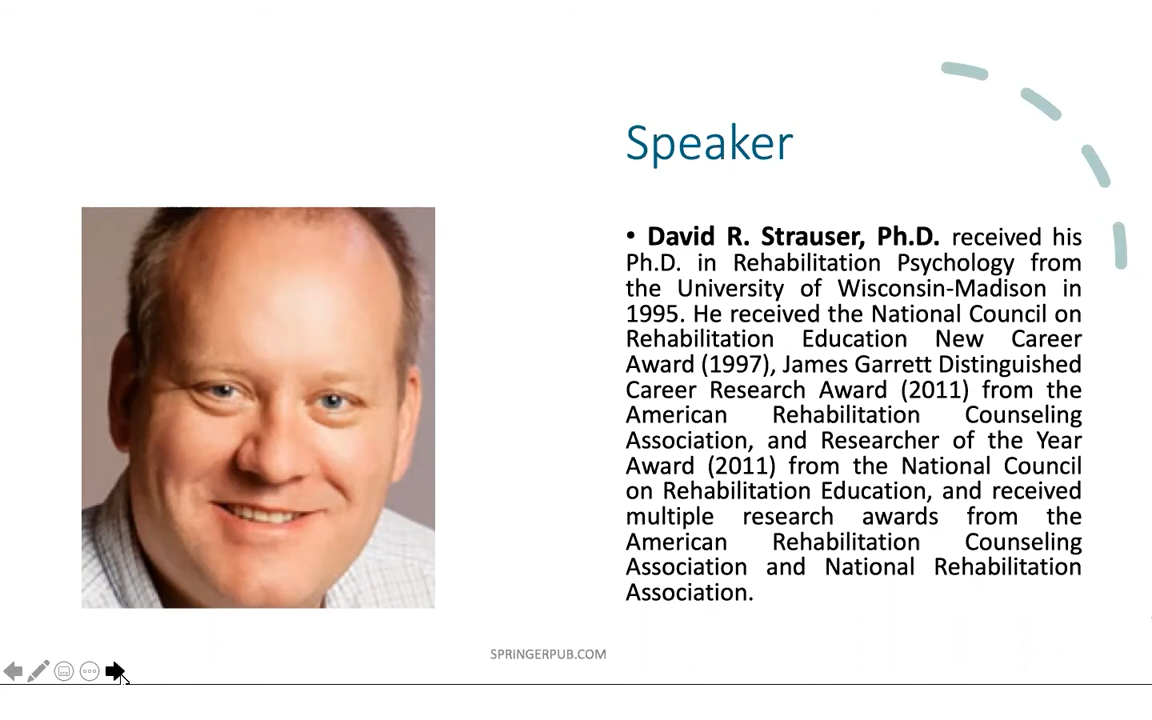 Speaker
• David R. Strauser, Ph.D. received his
Ph.D. in Rehabilitation Psychology from
the University of Wisconsin-Madison in
1995. He received the National Council on
Rehabilitation Education New Career
Award (1997), James Garrett Distinguished
Career Research Award (2011) from the
American Rehabilitation Counseling
Association, and Researcher of the Year
Award (2011) from the National Council
on Rehabilitation Education, and received
multiple research awards from the
American Rehabilitation Counseling
Association and National Rehabilitation
Association.
SPRINGERPUB.COM